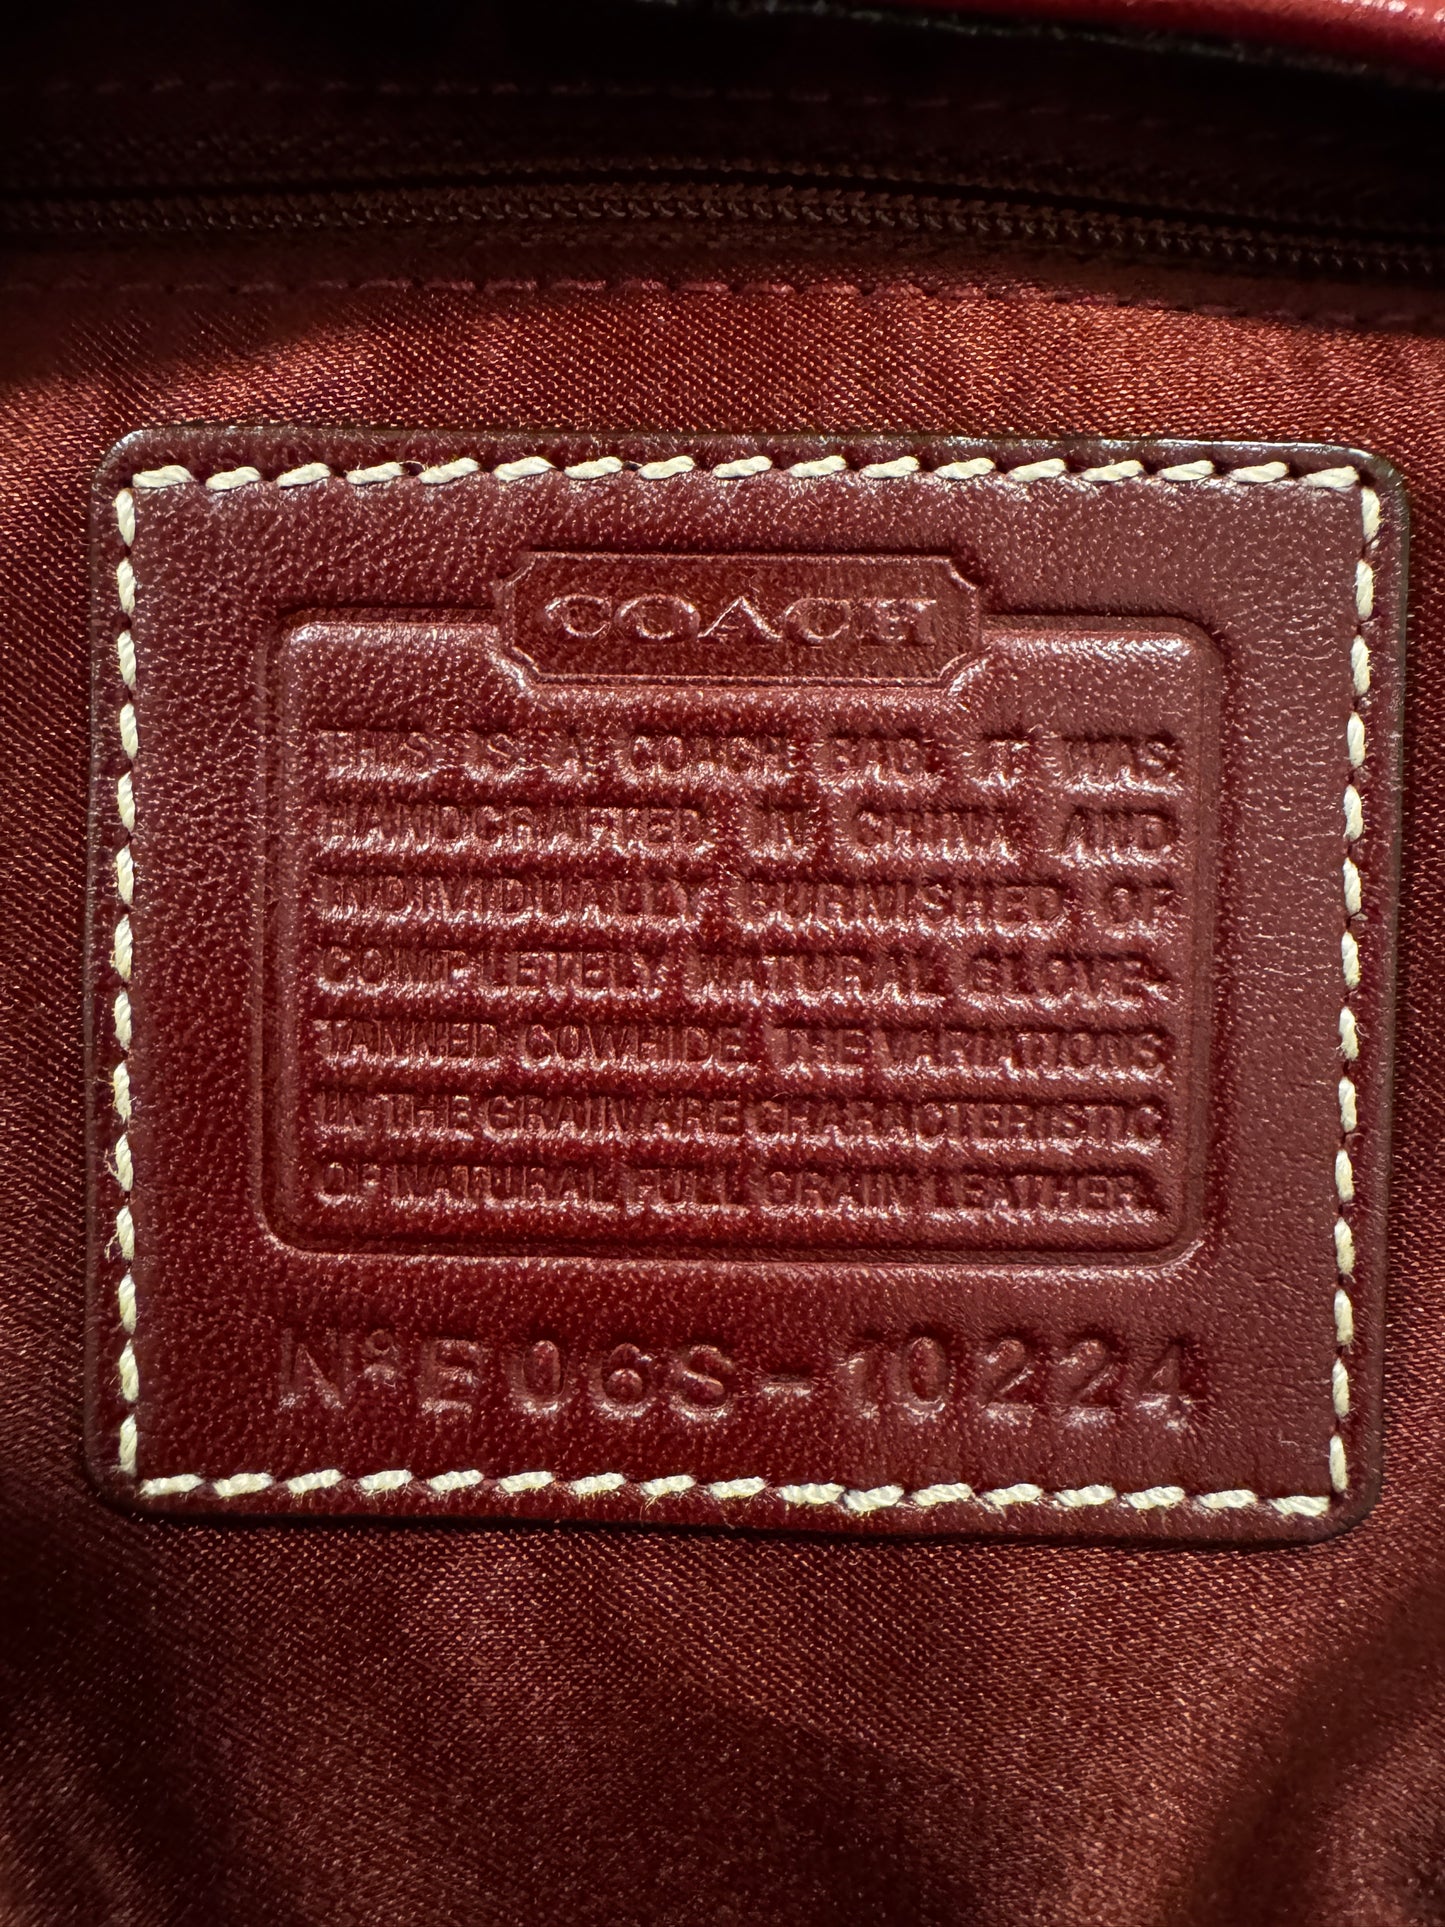 COACH
THIS IS A COACH BAG. IT WAS
HANDCRAFTED IN CHINA AND
INDIVIDUALLY BURNISHED OF
COMPLETELY NATURAL GLOVE-
TANNED COWHIDE THE VARIATIONS
IN THE GRAIN ARE CHARACTERISTIC
OF NATURAL FULL GRAIN LEATHER.
Nº E06S-10224